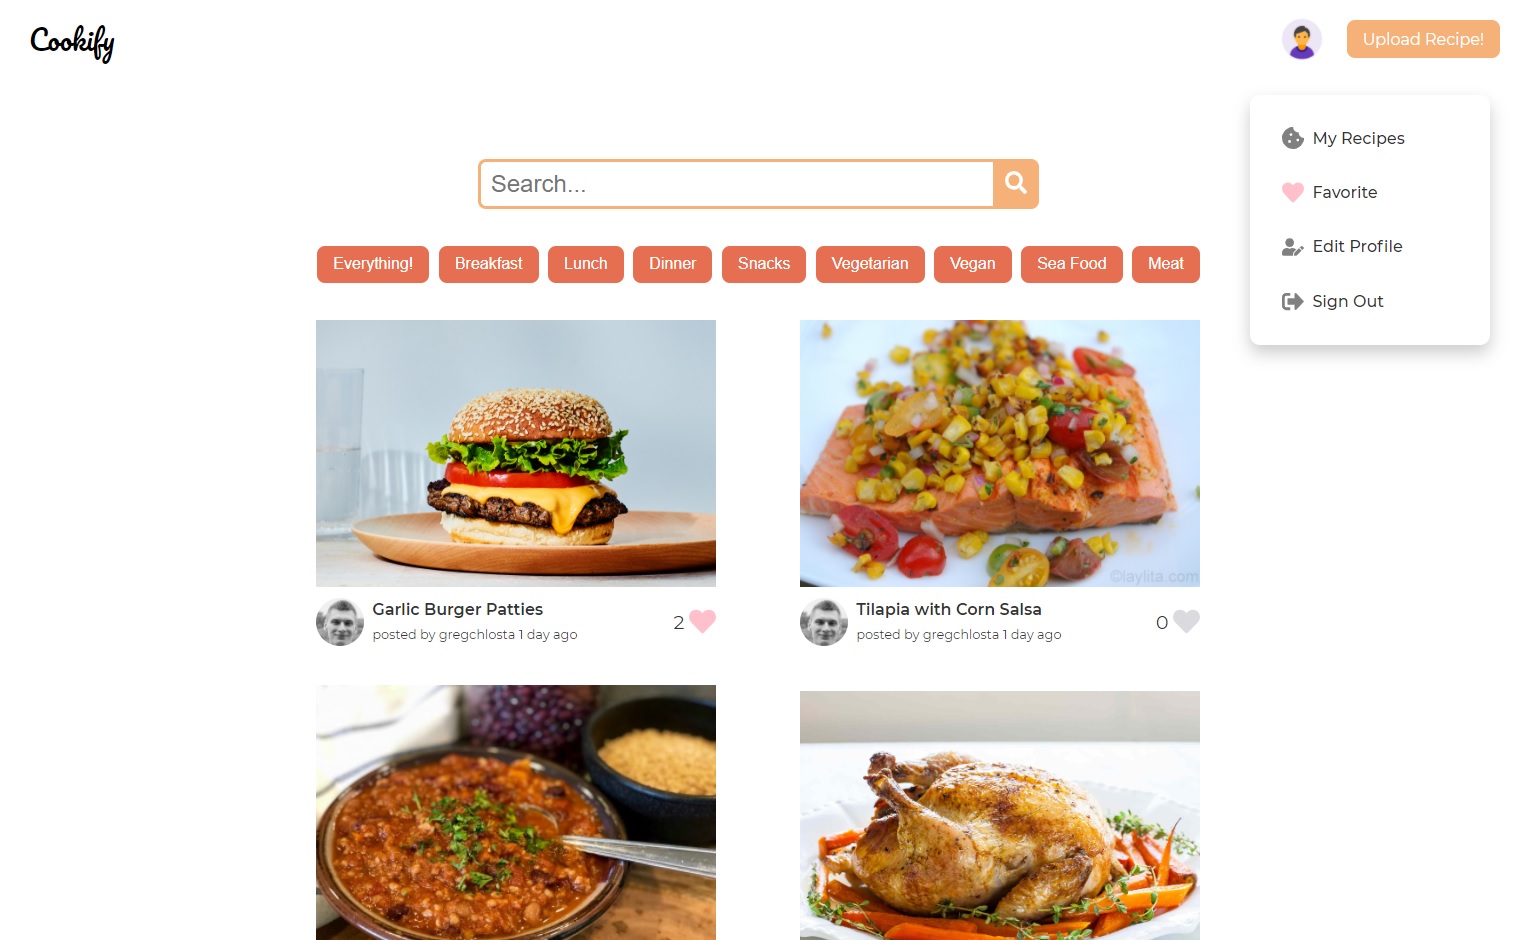 Cookify
Upload Recipe!
My Recipes
Favorite
Edit Profile
Sign Out
Search...
Everything!
Breakfast
Lunch
Dinner
Snacks
Vegetarian
Vegan
Sea Food
Meat
©laylita.com
Garlic Burger Patties
posted by gregchlosta 1 day ago
2
Tilapia with Corn Salsa
posted by gregchlosta 1 day ago
0